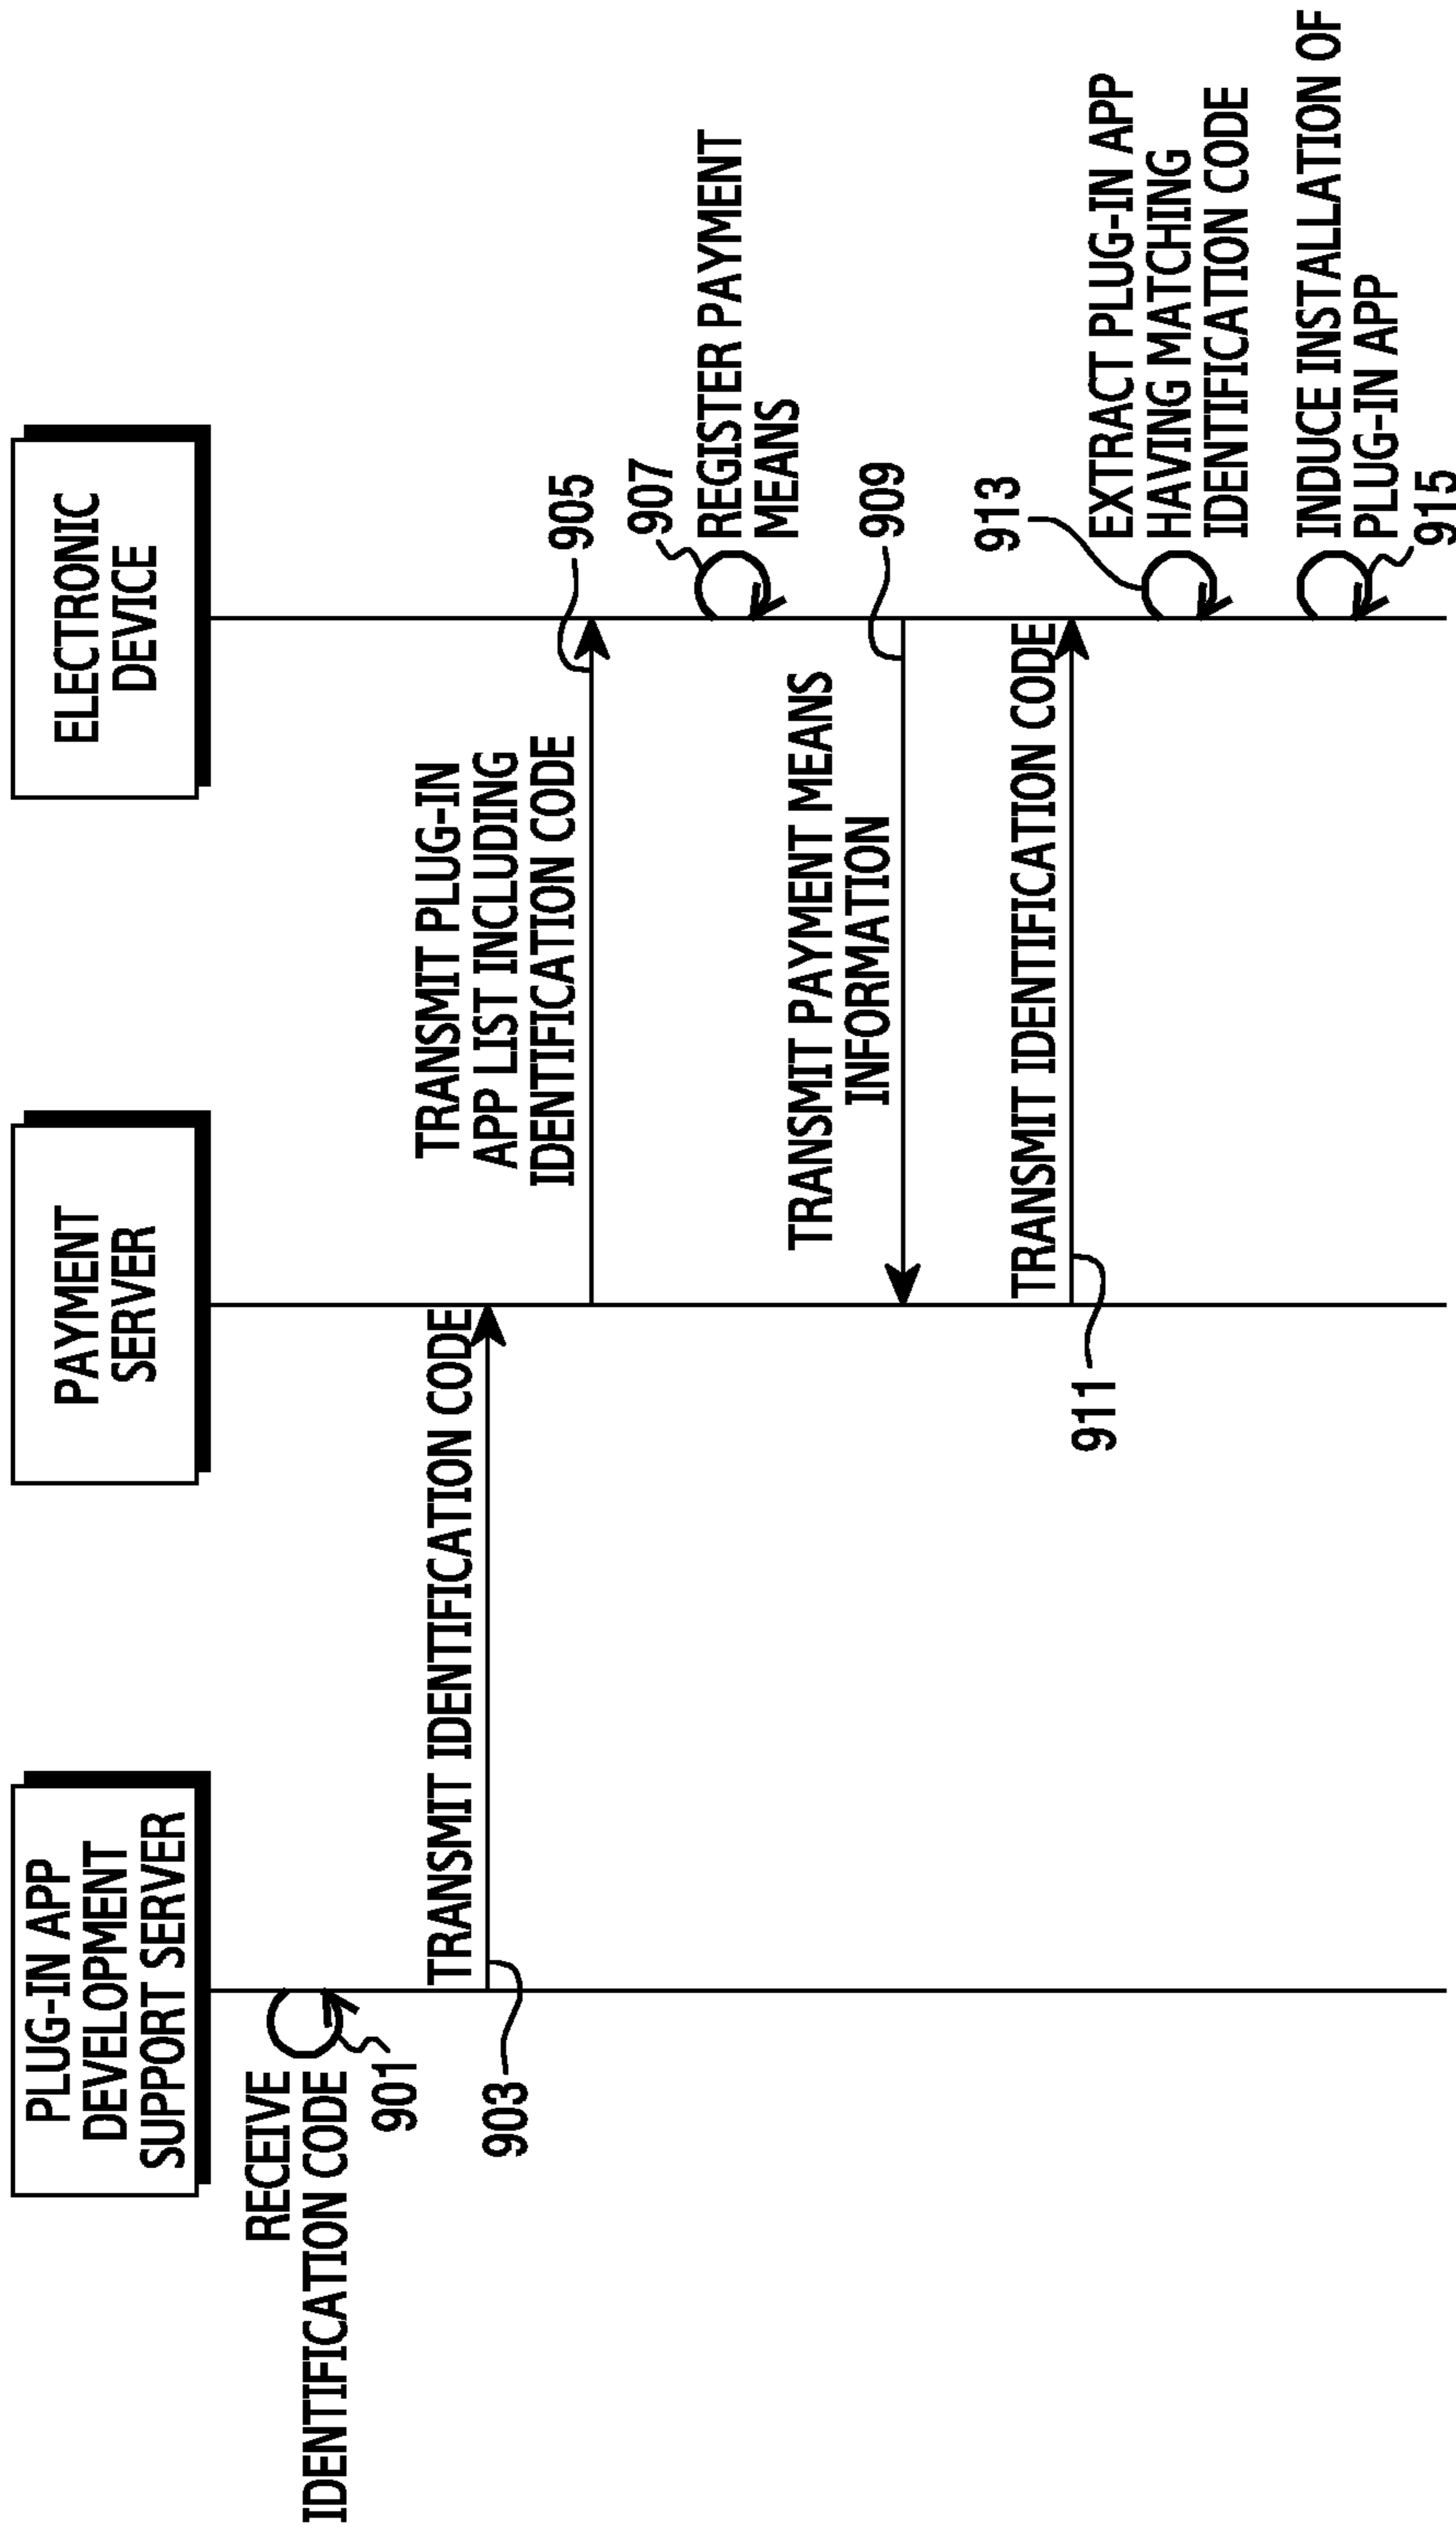 PLUG-IN APP
DEVELOPMENT
SUPPORT SERVER
PAYMENT
SERVER
ELECTRONIC
DEVICE
RECEIVE
IDENTIFICATION CODE
901
TRANSMIT IDENTIFICATION CODE
903
TRANSMIT PLUG-IN
APP LIST INCLUDING
IDENTIFICATION CODE
905
907
REGISTER PAYMENT
MEANS
TRANSMIT PAYMENT MEANS
INFORMATION
909
TRANSMIT IDENTIFICATION CODE
911
913
EXTRACT PLUG-IN APP
HAVING MATCHING
IDENTIFICATION CODE
INDUCE INSTALLATION OF
PLUG-IN APP
915